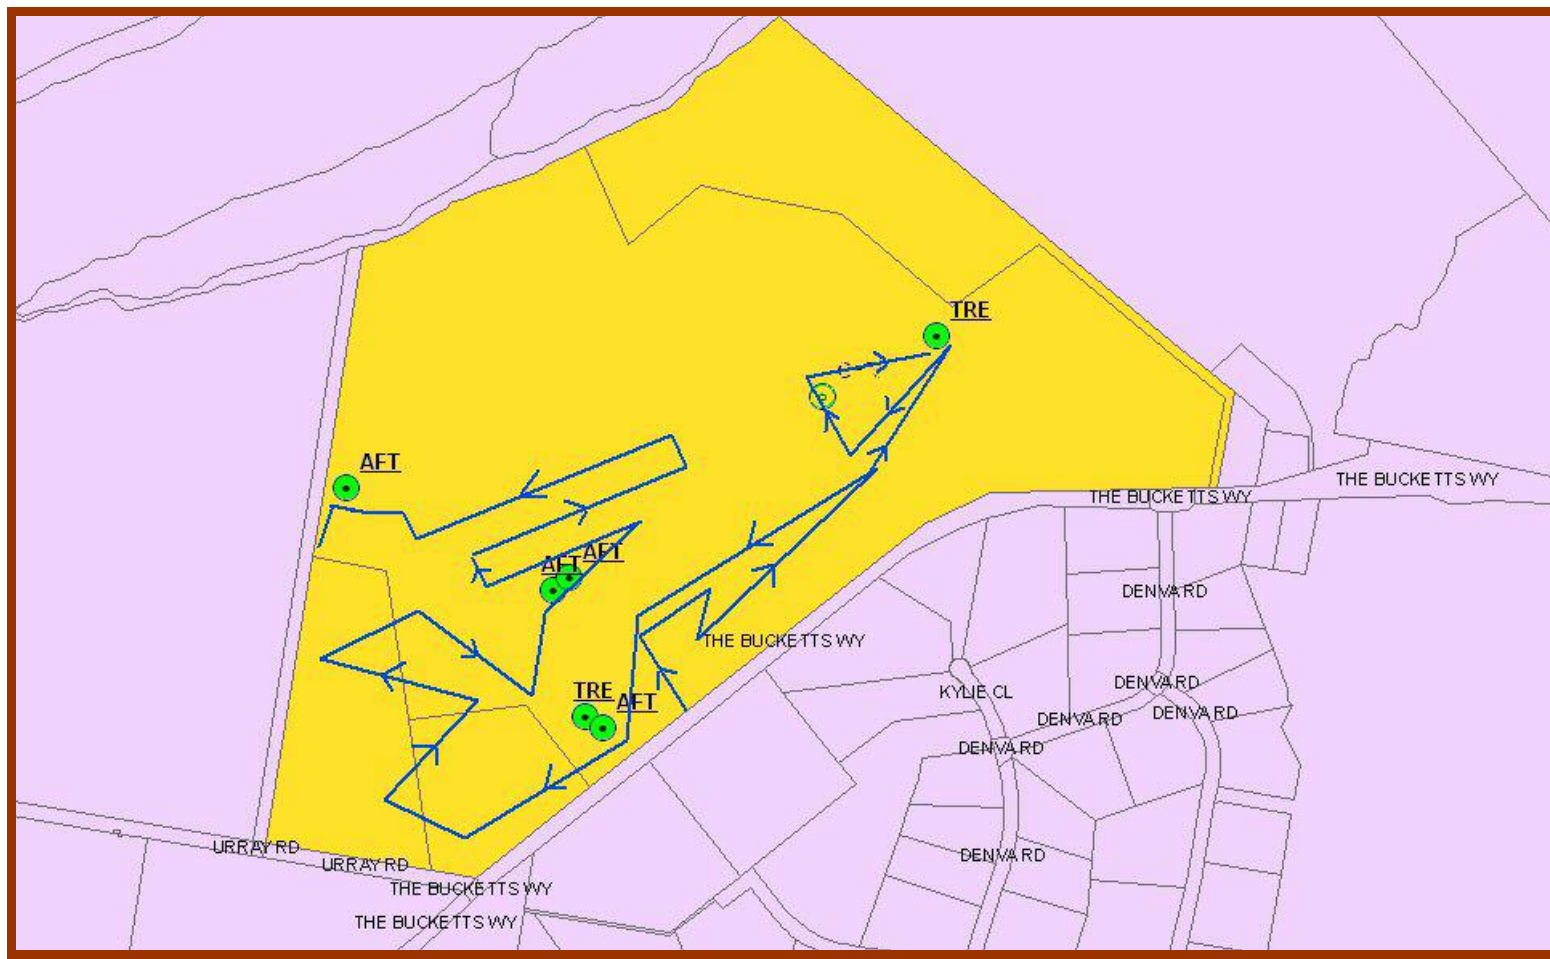 TRE
AFT
THE BUCKETTS WY
THE BUCKETTS WY
AFT
AFT
DENVA RD
THE BUCKETTS WY
DENVA RD
KYLIE CL
TRE
AFT
DENVA RD
DENVA RD
DENVA RD
URRAY RD
DENVA RD
URRAY RD
THE BUCKETTS WY
THE BUCKETTS WY